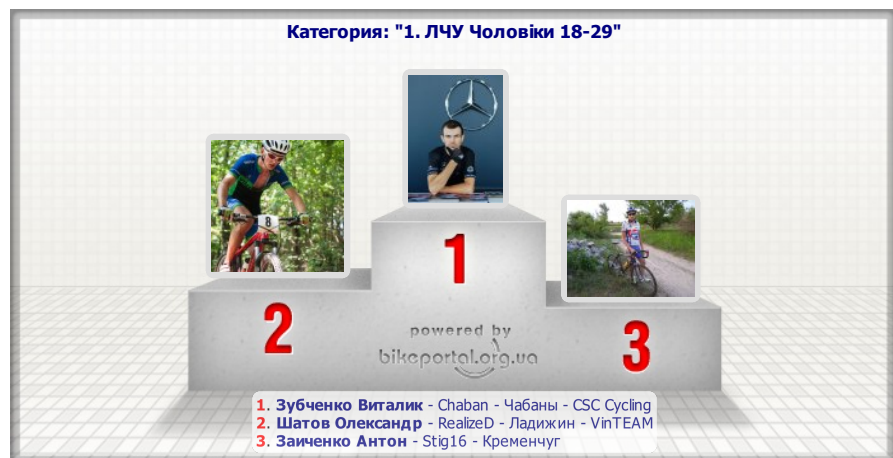 Категория: "1. ЛЧУ Чоловіки 18-29"
8
1
2
3
powered by
bikeportal.org.ua
1. Зубченко Виталик - Chaban - Чабаны - CSC Cycling
2. Шатов Олександр - RealizeD - Ладижин - VinTEAM
3. Заиченко Антон - Stig16 - Кременчуг